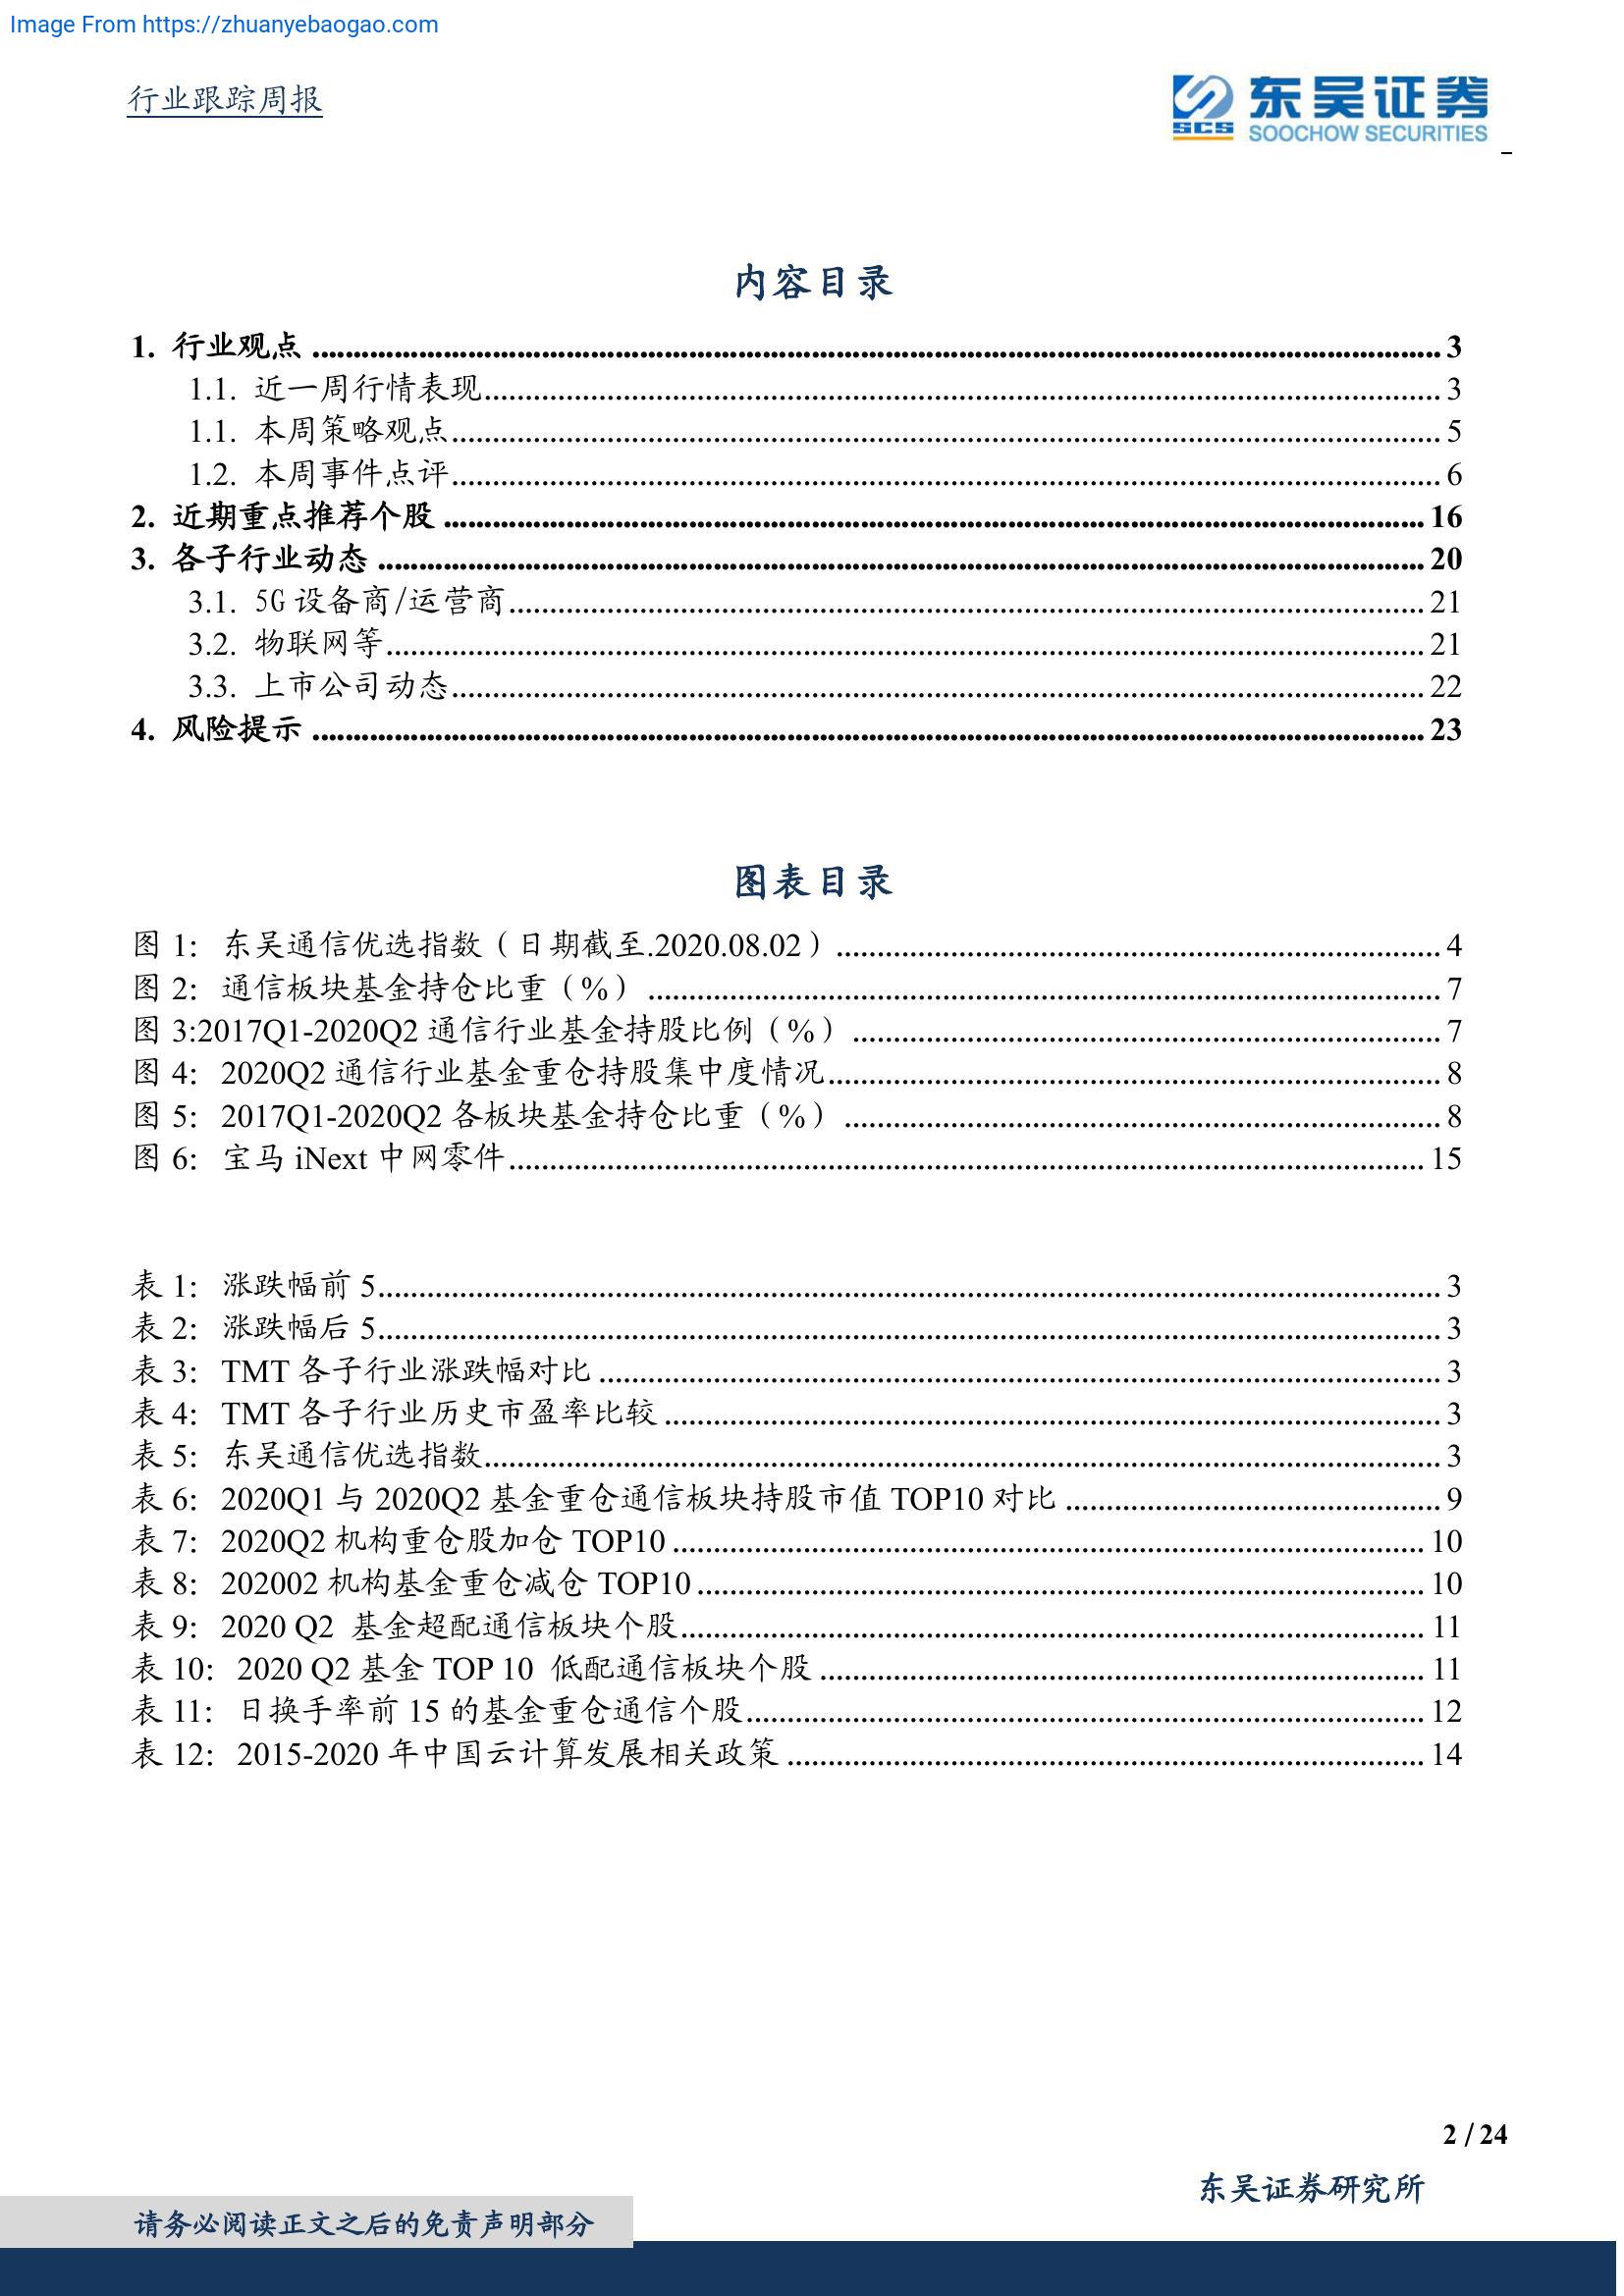 Image From https://zhuanyebaogao.com
行业跟踪周报
SCS 东吴证券
SOOCHOW SECURITIES
内容目录
1. 行业观点 ........ 3
1.1. 近一周行情表现 ........ 3
1.1. 本周策略观点 ........ 5
1.2. 本周事件点评 ........ 6
2. 近期重点推荐个股 ........ 16
3. 各子行业动态 ........ 20
3.1. 5G 设备商/运营商 ........ 21
3.2. 物联网等 ........ 21
3.3. 上市公司动态 ........ 22
4. 风险提示 ........ 23
图表目录
图 1: 东吴通信优选指数（日期截至.2020.08.02） ........ 4
图 2: 通信板块基金持仓比重（%） ........ 7
图 3:2017Q1-2020Q2 通信行业基金持股比例（%） ........ 7
图 4: 2020Q2 通信行业基金重仓持股集中度情况 ........ 8
图 5: 2017Q1-2020Q2 各板块基金持仓比重（%） ........ 8
图 6: 宝马 iNext 中网零件 ........ 15
表 1: 涨跌幅前 5 ........ 3
表 2: 涨跌幅后 5 ........ 3
表 3: TMT 各子行业涨跌幅对比 ........ 3
表 4: TMT 各子行业历史市盈率比较 ........ 3
表 5: 东吴通信优选指数 ........ 3
表 6: 2020Q1 与 2020Q2 基金重仓通信板块持股市值 TOP10 对比 ........ 9
表 7: 2020Q2 机构重仓股加仓 TOP10 ........ 10
表 8: 202002 机构基金重仓减仓 TOP10 ........ 10
表 9: 2020 Q2 基金超配通信板块个股 ........ 11
表 10: 2020 Q2 基金 TOP 10 低配通信板块个股 ........ 11
表 11: 日换手率前 15 的基金重仓通信个股 ........ 12
表 12: 2015-2020 年中国云计算发展相关政策 ........ 14
2 / 24
东吴证券研究所
请务必阅读正文之后的免责声明部分